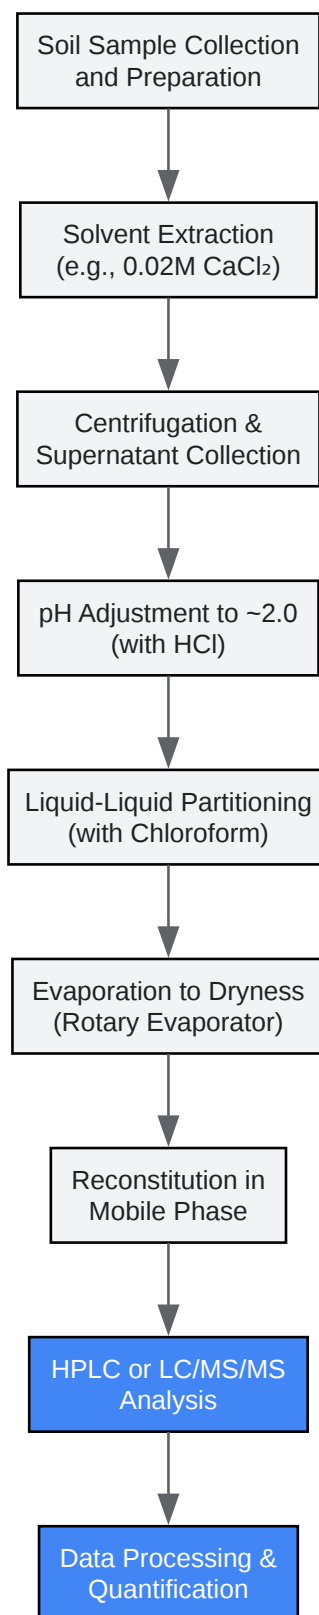 Soil Sample Collection
and Preparation
Solvent Extraction
(e.g., 0.02M CaCl₂)
Centrifugation &
Supernatant Collection
pH Adjustment to ~2.0
(with HCl)
Liquid-Liquid Partitioning
(with Chloroform)
Evaporation to Dryness
(Rotary Evaporator)
Reconstitution in
Mobile Phase
HPLC or LC/MS/MS
Analysis
Data Processing &
Quantification